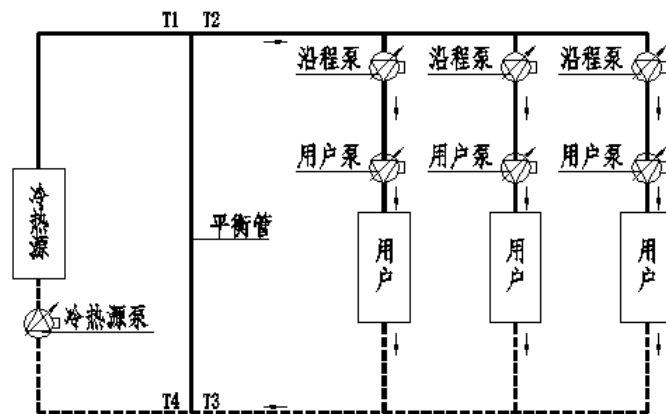 T1 T2
沿程泵 沿程泵 沿程泵
用户泵 用户泵 用户泵
冷热源
平衡管
用户 用户 用户
冷热源泵
T4 T3